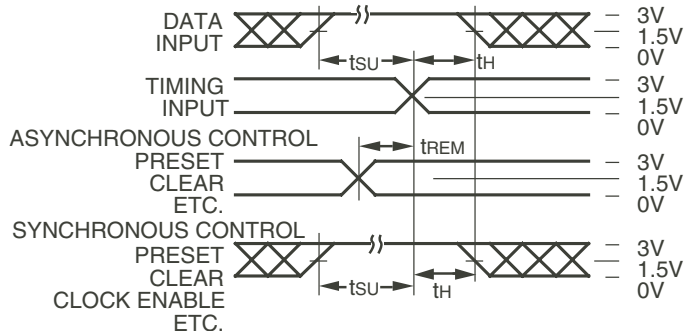 DATA
INPUT
3V
1.5V
0V
tSU
tH
TIMING
INPUT
3V
1.5V
0V
ASYNCHRONOUS CONTROL
PRESET
CLEAR
ETC.
tREM
3V
1.5V
0V
SYNCHRONOUS CONTROL
PRESET
CLEAR
CLOCK ENABLE
ETC.
tSU
tH
3V
1.5V
0V